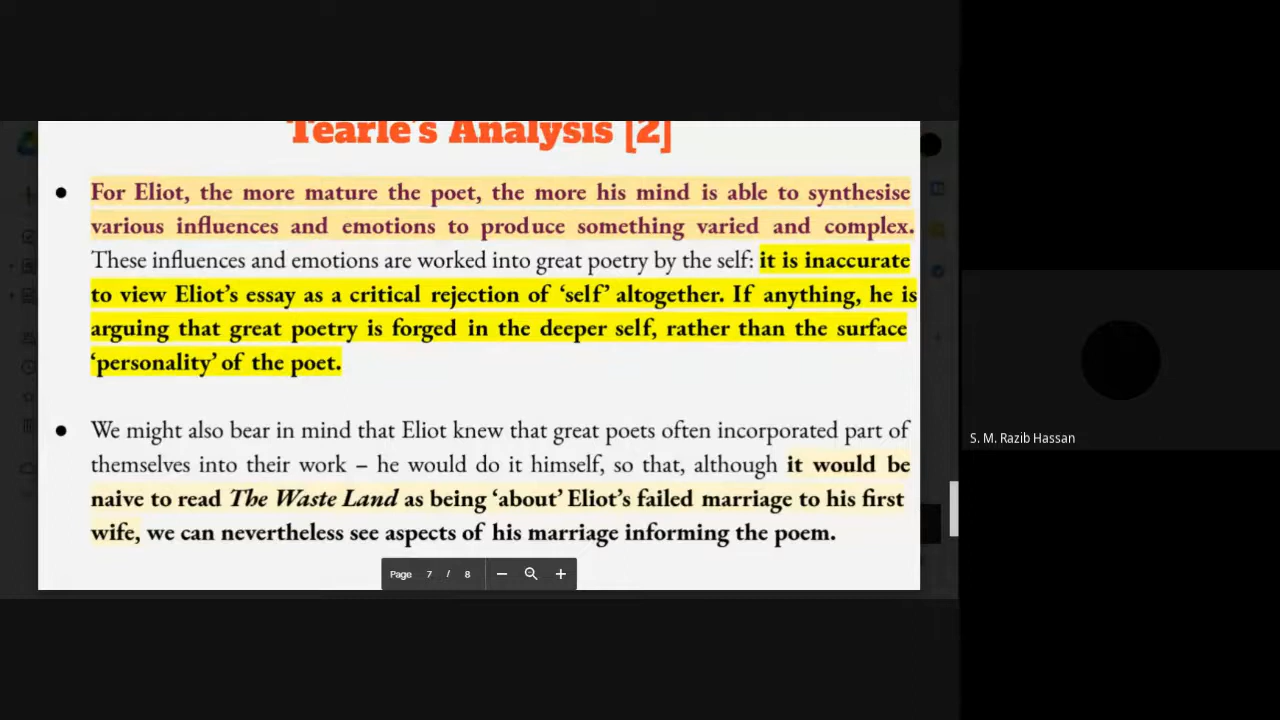 Tearle's Analysis [2]
● For Eliot, the more mature the poet, the more his mind is able to synthesise
various influences and emotions to produce something varied and complex.
These influences and emotions are worked into great poetry by the self: it is inaccurate
to view Eliot's essay as a critical rejection of 'self' altogether. If anything, he is
arguing that great poetry is forged in the deeper self, rather than the surface
'personality' of the poet.
● We might also bear in mind that Eliot knew that great poets often incorporated part of
themselves into their work – he would do it himself, so that, although it would be
naive to read The Waste Land as being 'about' Eliot's failed marriage to his first
wife, we can nevertheless see aspects of his marriage informing the poem.
Page 7 / 8
S. M. Razib Hassan